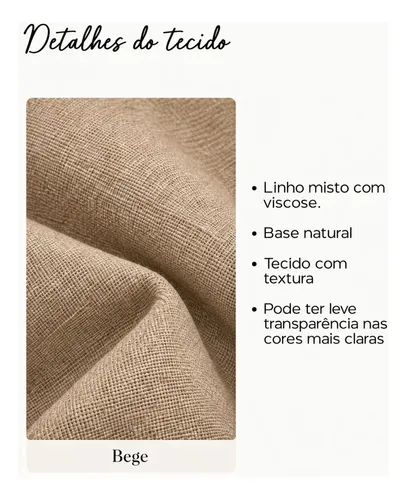 Detalhes do tecido
• Linho misto com
viscose.
• Base natural
• Tecido com
textura
• Pode ter leve
transparência nas
cores mais claras
Bege